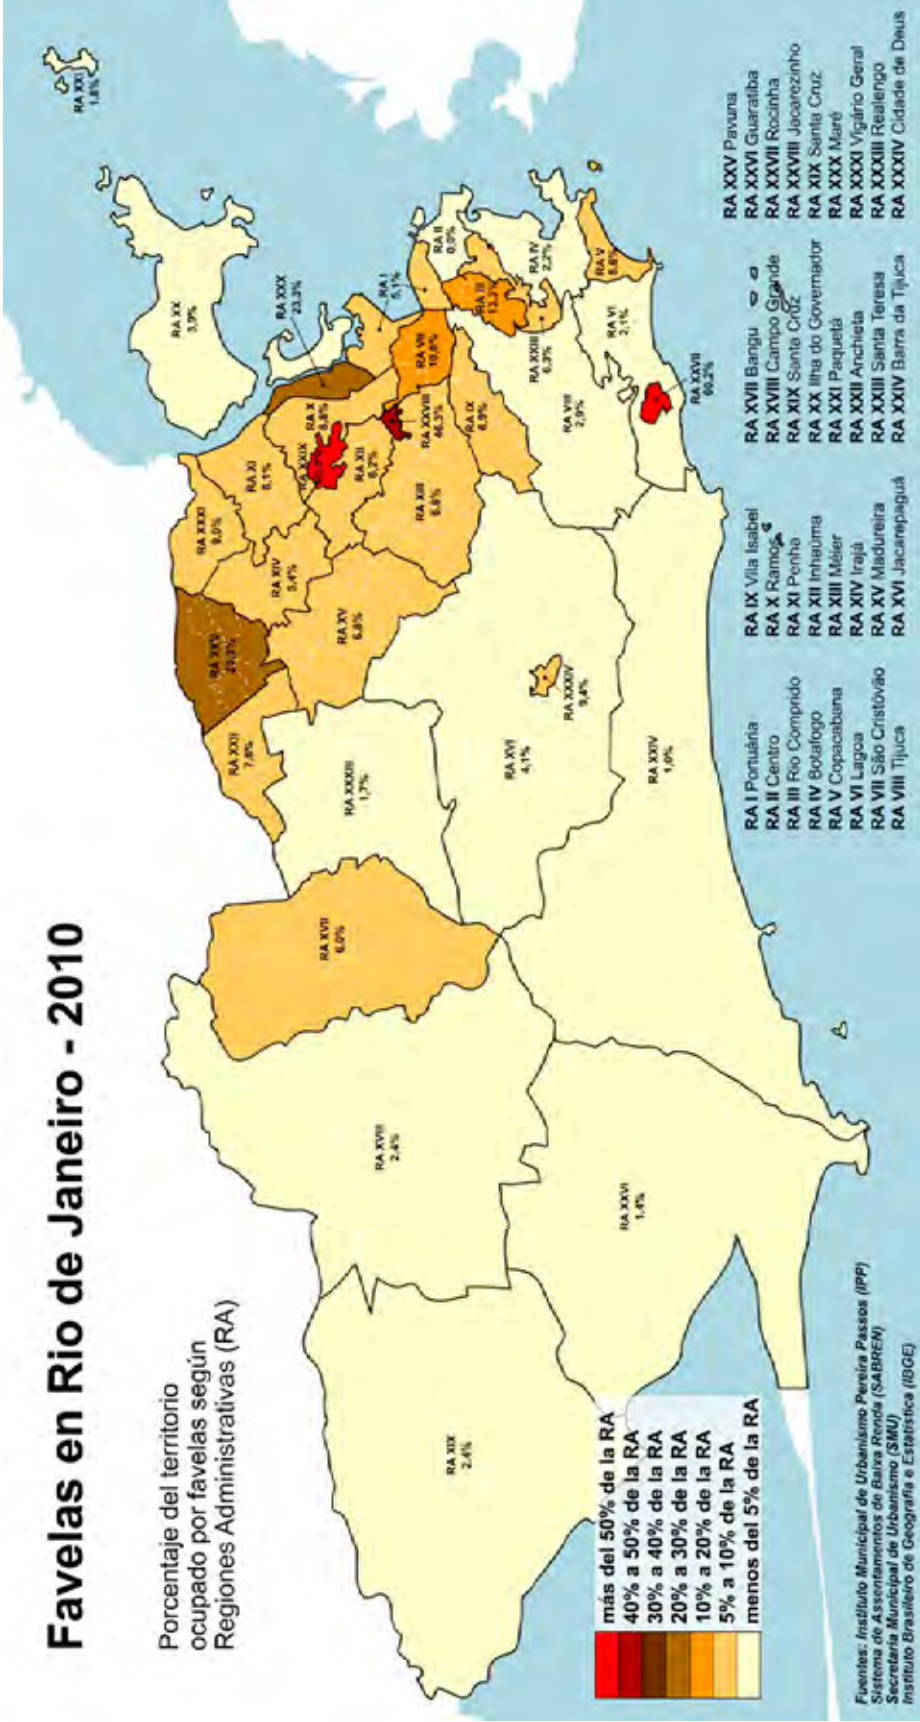 Favelas en Rio de Janeiro - 2010
Porcentaje del territorio
ocupado por favelas según
Regiones Administrativas (RA)
RA XXI
1,8%
RA XX
3,9%
RA XXX
23,3%
RA I
5,1%
RA II
0,0%
RA III
13,3%
RA IV
2,2%
RA V
RA VI
2,1%
RA XXVII
RA XXIII
6,3%
RA VIII
2,9%
RA IX
6,9%
RA VII
10,6%
RA XXVIII
46,3%
RA X
RA XXIX
RA XII
8,2%
RA XIII
6,8%
RA XI
8,1%
RA XXXI
9,0%
RA XIV
5,4%
RA XV
6,8%
RA XXV
RA XXII
7,8%
RA XXXIII
1,7%
RA XVI
4,1%
RA XXXIV
9,4%
RA XXIV
1,0%
RA XVII
6,0%
RA XVIII
2,4%
RA XXVI
1,4%
RA XIX
2,4%
más del 50% de la RA
40% a 50% de la RA
30% a 40% de la RA
20% a 30% de la RA
10% a 20% de la RA
5% a 10% de la RA
menos del 5% de la RA
RA I Portuária
RA II Centro
RA III Rio Comprido
RA IV Botafogo
RA V Copacabana
RA VI Lagoa
RA VII São Cristóvão
RA VIII Tijuca
RA IX Vila Isabel
RA X Ramos
RA XI Penha
RA XII Inhaúma
RA XIII Méier
RA XIV Irajá
RA XV Madureira
RA XVI Jacarepaguá
RA XVII Bangu
RA XVIII Campo Grande
RA XIX Santa Cruz
RA XX Ilha do Governador
RA XXI Paquetá
RA XXII Anchieta
RA XXIII Santa Teresa
RA XXIV Barra da Tijuca
RA XXV Pavuna
RA XXVI Guaratiba
RA XXVII Rocinha
RA XXVIII Jacarezinho
RA XIX Santa Cruz
RA XXX Maré
RA XXXI Vigário Geral
RA XXXIII Realengo
RA XXXIV Cidade de Deus
Fuentes: Instituto Municipal de Urbanismo Pereira Passos (IPP)
Sistema de Assentamentos de Baixa Renda (SABREN)
Secretaria Municipal de Urbanismo (SMU)
Instituto Brasileiro de Geografia e Estatística (IBGE)